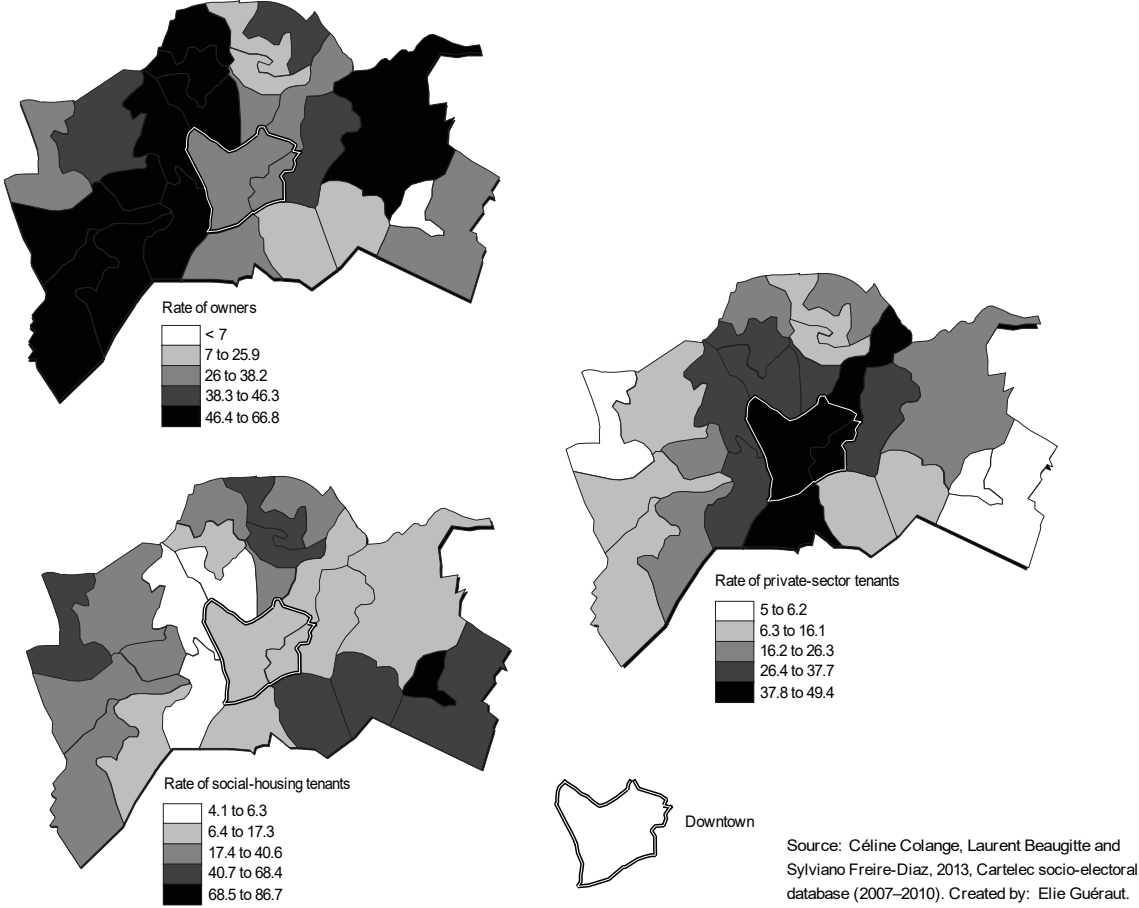 Rate of owners
< 7
7 to 25.9
26 to 38.2
38.3 to 46.3
46.4 to 66.8
Rate of private-sector tenants
5 to 6.2
6.3 to 16.1
16.2 to 26.3
26.4 to 37.7
37.8 to 49.4
Rate of social-housing tenants
4.1 to 6.3
6.4 to 17.3
17.4 to 40.6
40.7 to 68.4
68.5 to 86.7
Downtown
Source: Céline Colange, Laurent Beaugitte and
Sylviano Freire-Diaz, 2013, Cartelec socio-electoral
database (2007–2010). Created by: Elie Guéraut.